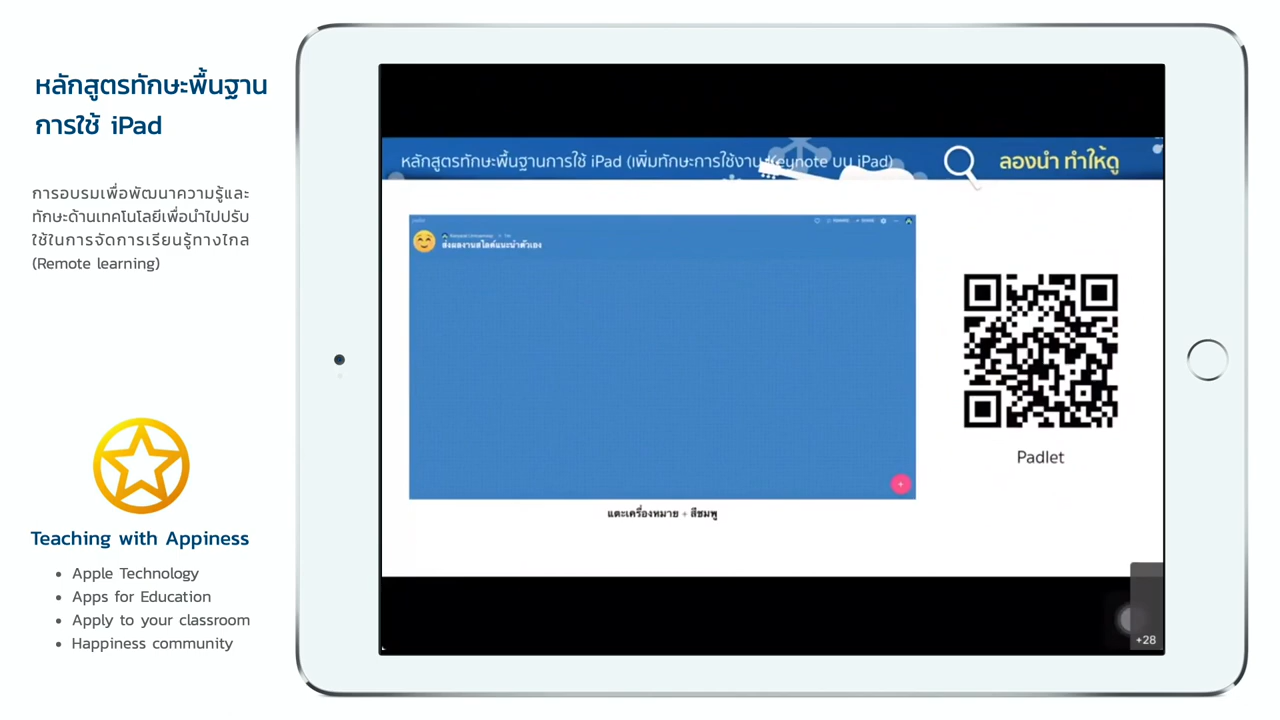 หลักสูตรทักษะพื้นฐาน
การใช้ iPad
การอบรมเพื่อพัฒนาความรู้และ
ทักษะด้านเทคโนโลยีเพื่อนำไปปรับ
ใช้ในการจัดการเรียนรู้ทางไกล
(Remote learning)
Teaching with Appiness
• Apple Technology
• Apps for Education
• Apply to your classroom
• Happiness community
หลักสูตรทักษะพื้นฐานการใช้ iPad (เพิ่มทักษะการใช้งาน Keynote บน iPad)
ลองนำ ทำให้ดู
padlet
ส่งผลงานสไลด์แนะนำตัวเอง
แตะเครื่องหมาย + สีชมพู
Padlet
+28